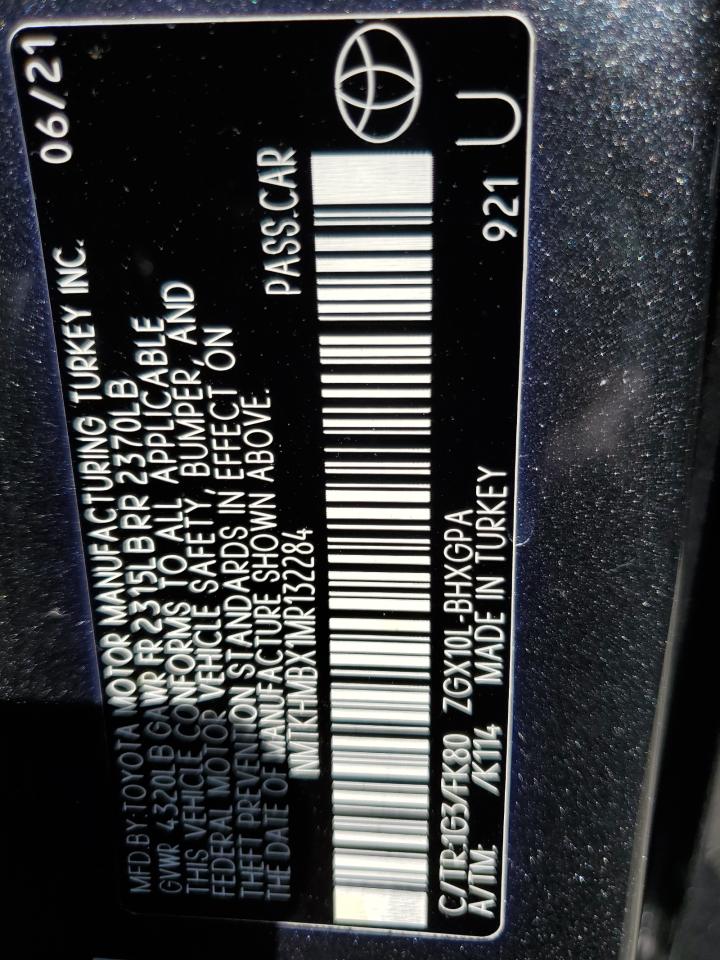 MFD.BY:TOYOTA MOTOR MANUFACTURING TURKEY INC. 06/21
GVWR 4320LB GAWR FR 2315LB RR 2370LB
THIS VEHICLE CONFORMS TO ALL APPLICABLE
FEDERAL MOTOR VEHICLE SAFETY, BUMPER, AND
THEFT PREVENTION STANDARDS IN EFFECT ON
THE DATE OF MANUFACTURE SHOWN ABOVE.
NMTKHMBX1MR132284 PASS.CAR
C/TR:1G3/FK80 ZGX10L-BHXGPA 921 U
A/TM: /K114 MADE IN TURKEY